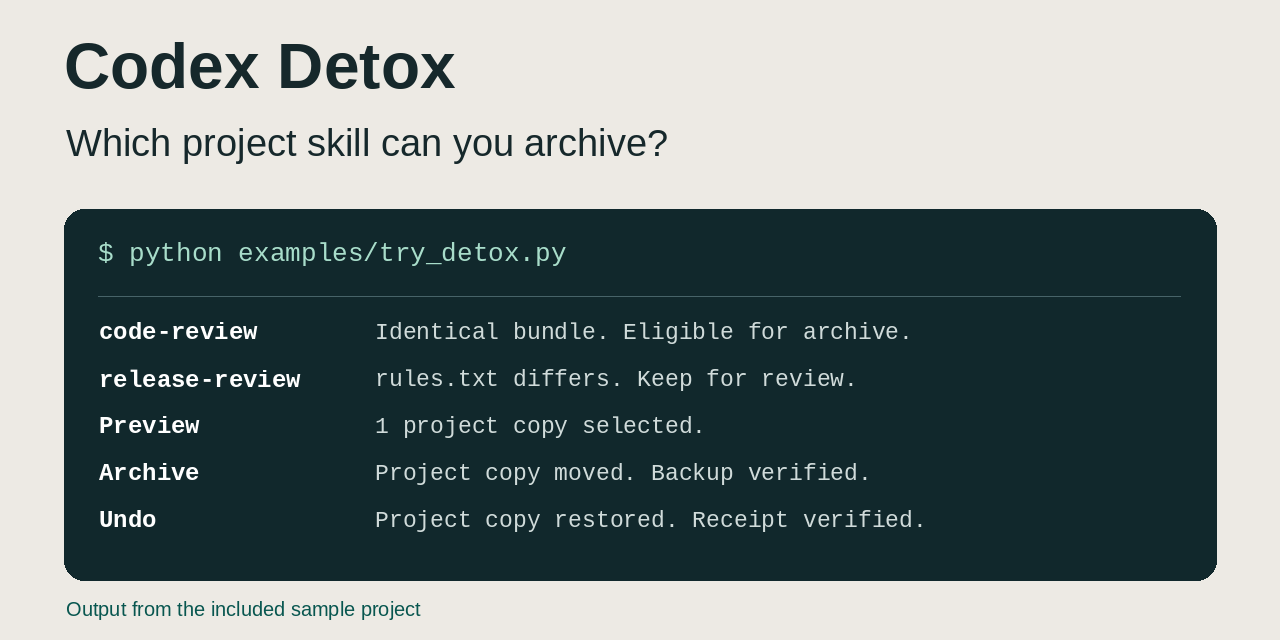 Codex Detox
Which project skill can you archive?
$ python examples/try_detox.py
code-review Identical bundle. Eligible for archive.
release-review rules.txt differs. Keep for review.
Preview 1 project copy selected.
Archive Project copy moved. Backup verified.
Undo Project copy restored. Receipt verified.
Output from the included sample project